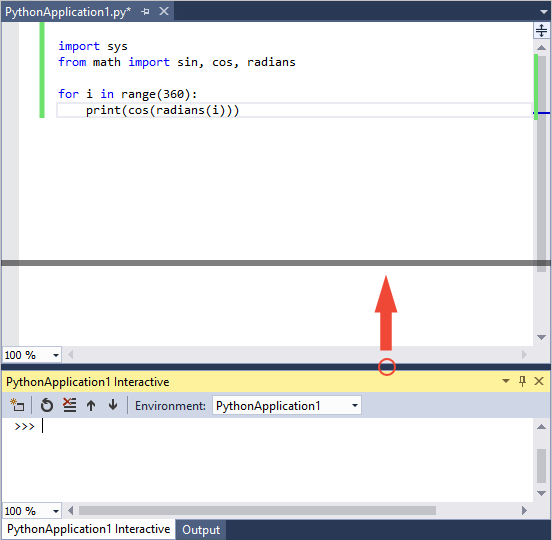 PythonApplication1.py*
import sys
from math import sin, cos, radians
for i in range(360):
    print(cos(radians(i)))
100 %
PythonApplication1 Interactive
Environment: PythonApplication1
>>>
100 %
PythonApplication1 Interactive Output